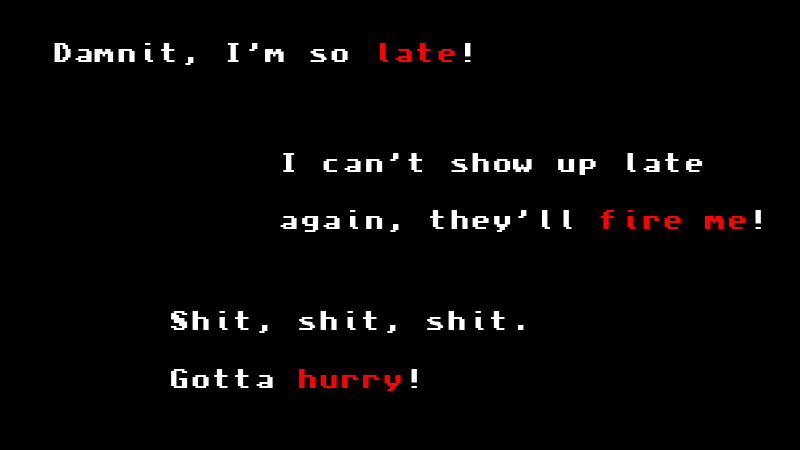 Damnit, I'm so late!
I can't show up late
again, they'll fire me!
Shit, shit, shit.
Gotta hurry!